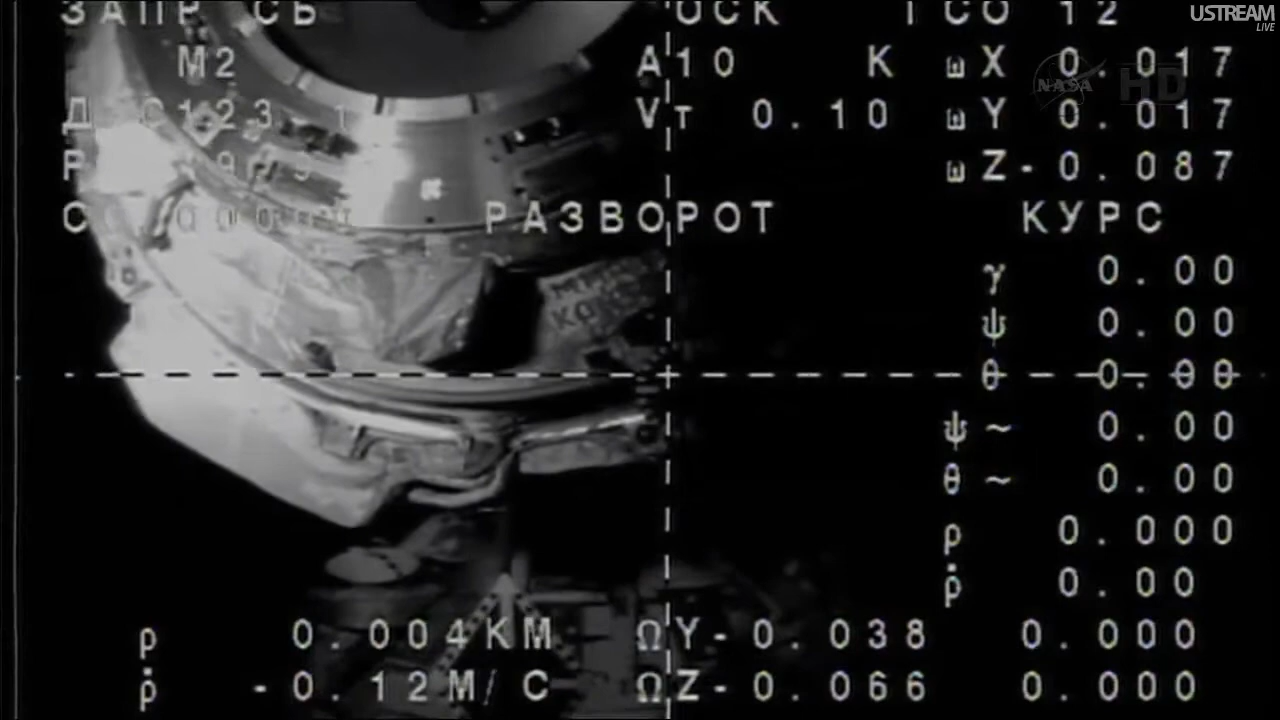 USTREAM
LIVE
ЗАПР СЬ ОСК ТСО 12
М2 А10 К ωX 0.017
NASA HD
Vт 0.10 ωY 0.017
ωZ-0.087
РАЗВОРОТ КУРС
γ 0.00
ψ 0.00
θ 0.00
ψ ~ 0.00
θ ~ 0.00
ρ 0.000
ρ̇ 0.00
ρ 0.004КМ ΩY-0.038 0.000
ρ̇ -0.12М/С ΩZ-0.066 0.000